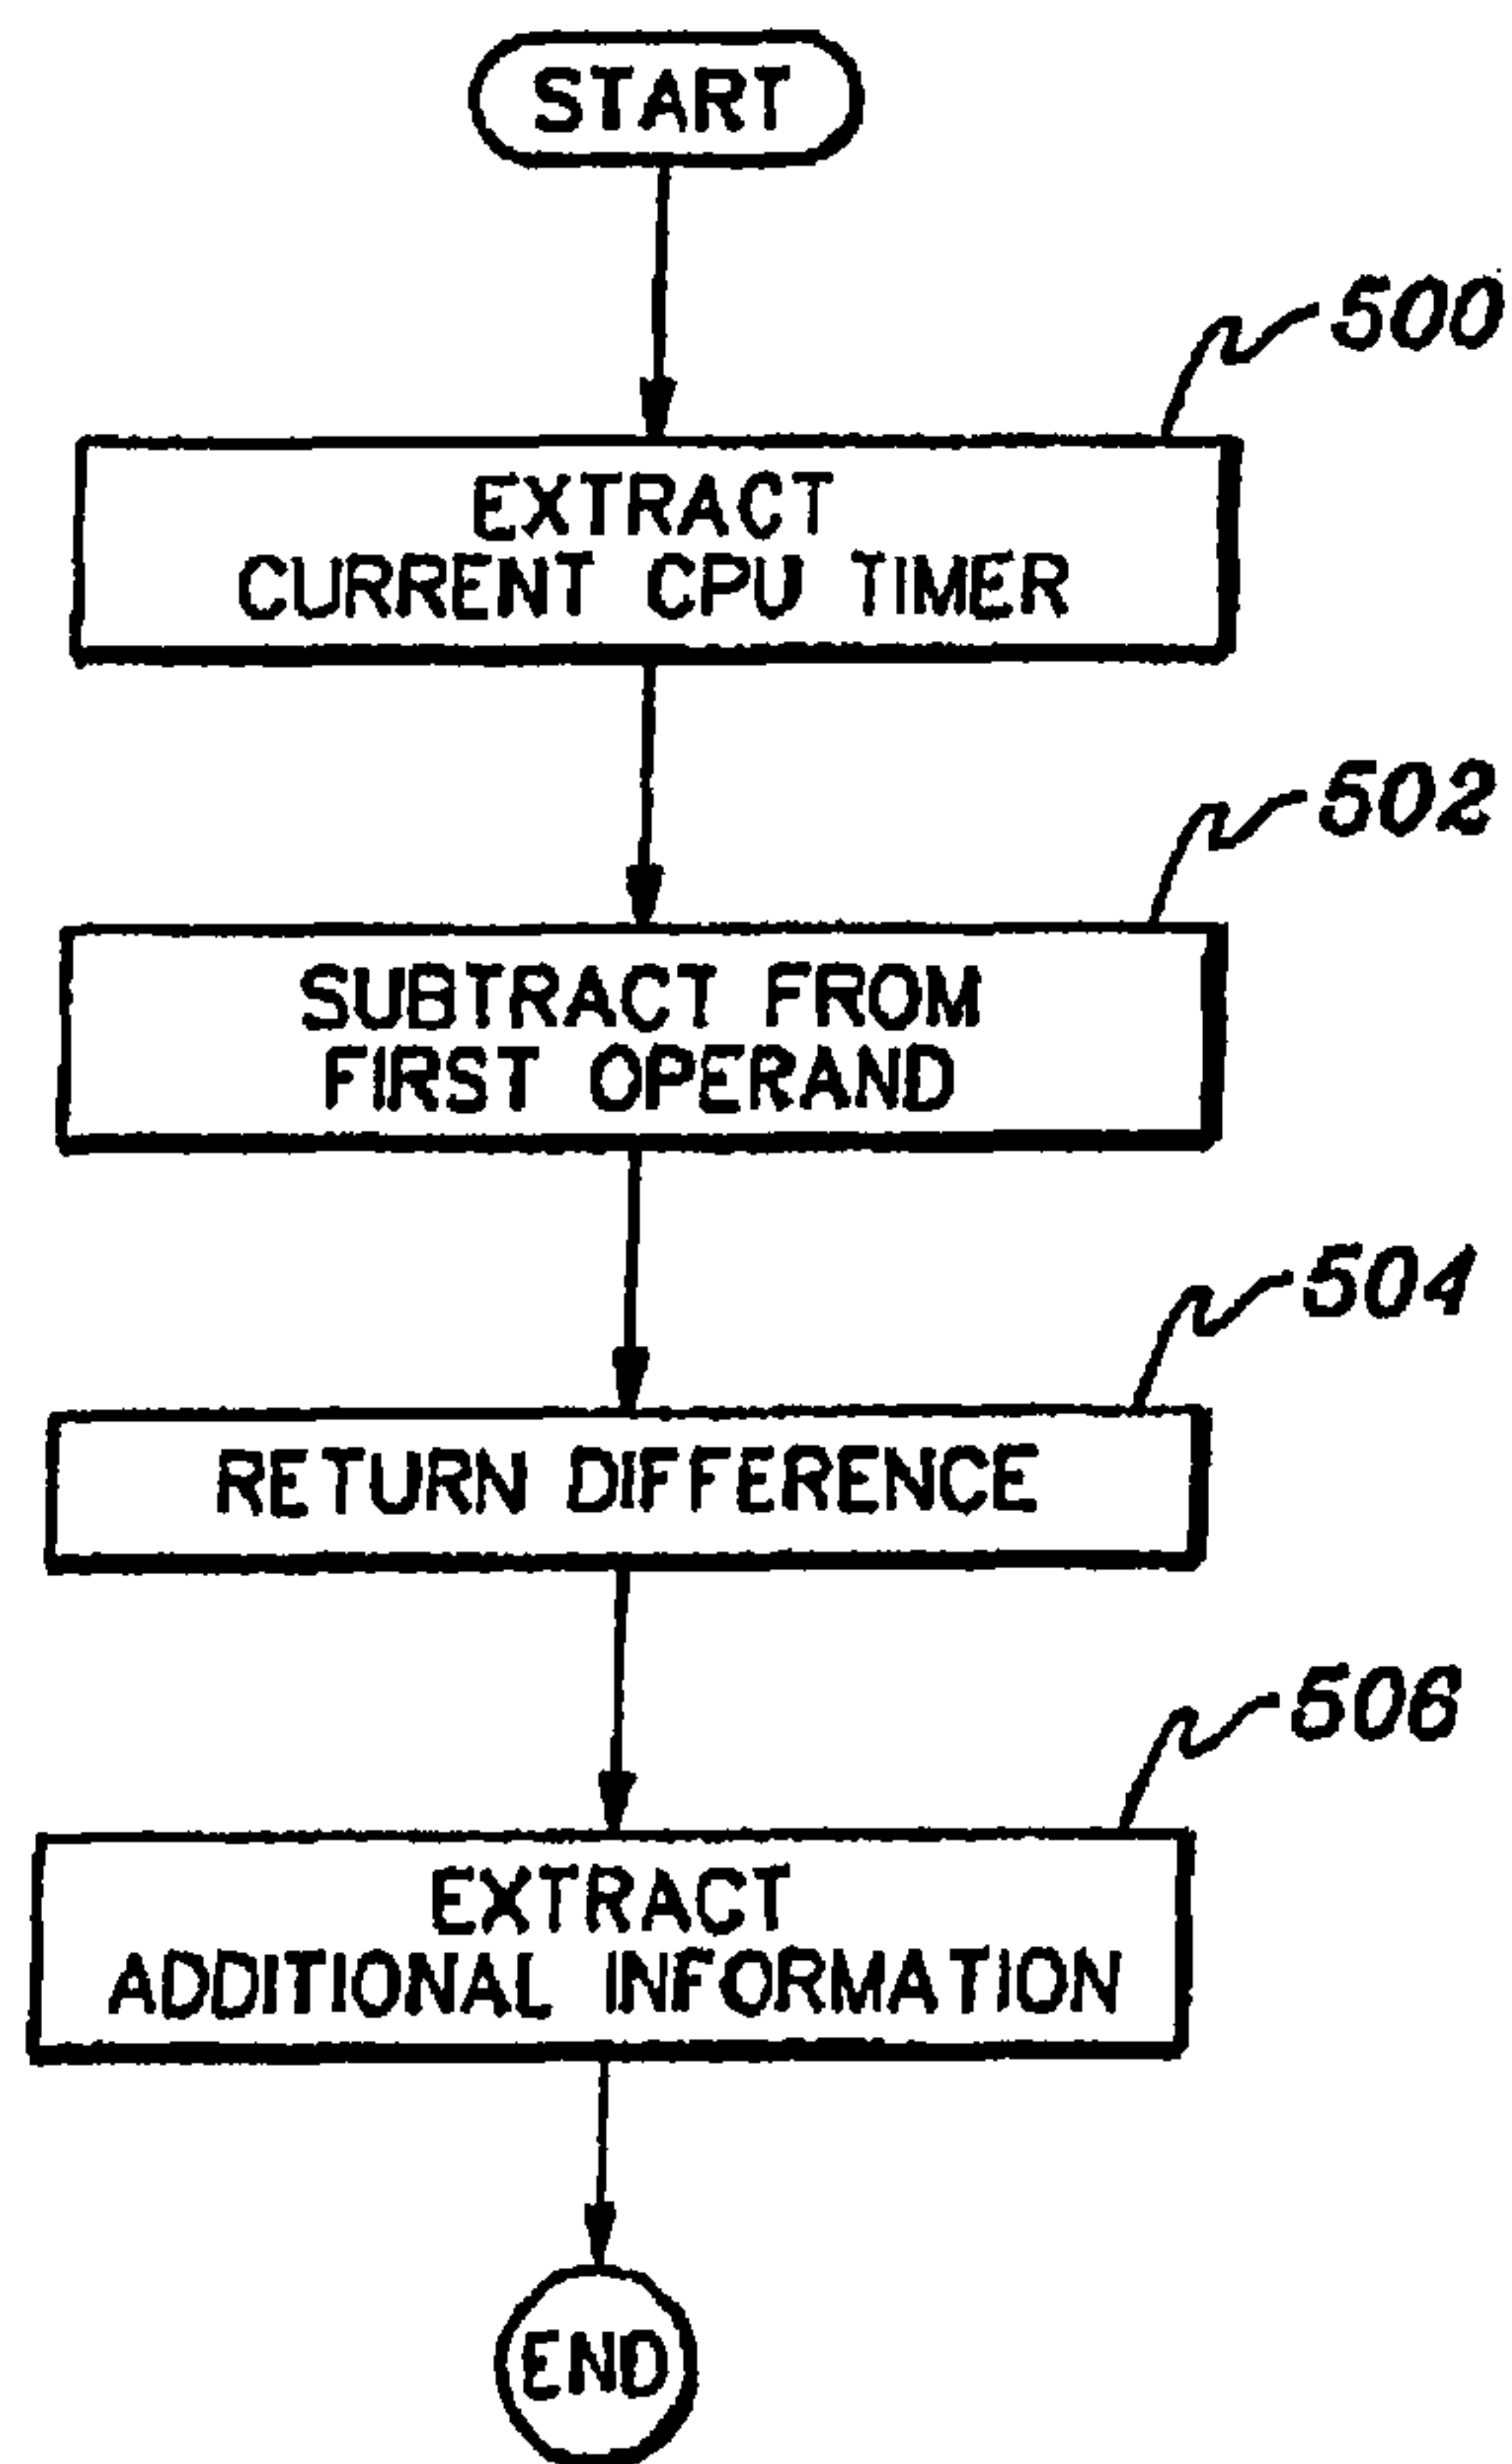 START
500
EXTRACT
CURRENT CPU TIMER
502
SUBTRACT FROM
FIRST OPERAND
504
RETURN DIFFERENCE
506
EXTRACT
ADDITIONAL INFORMATION
END